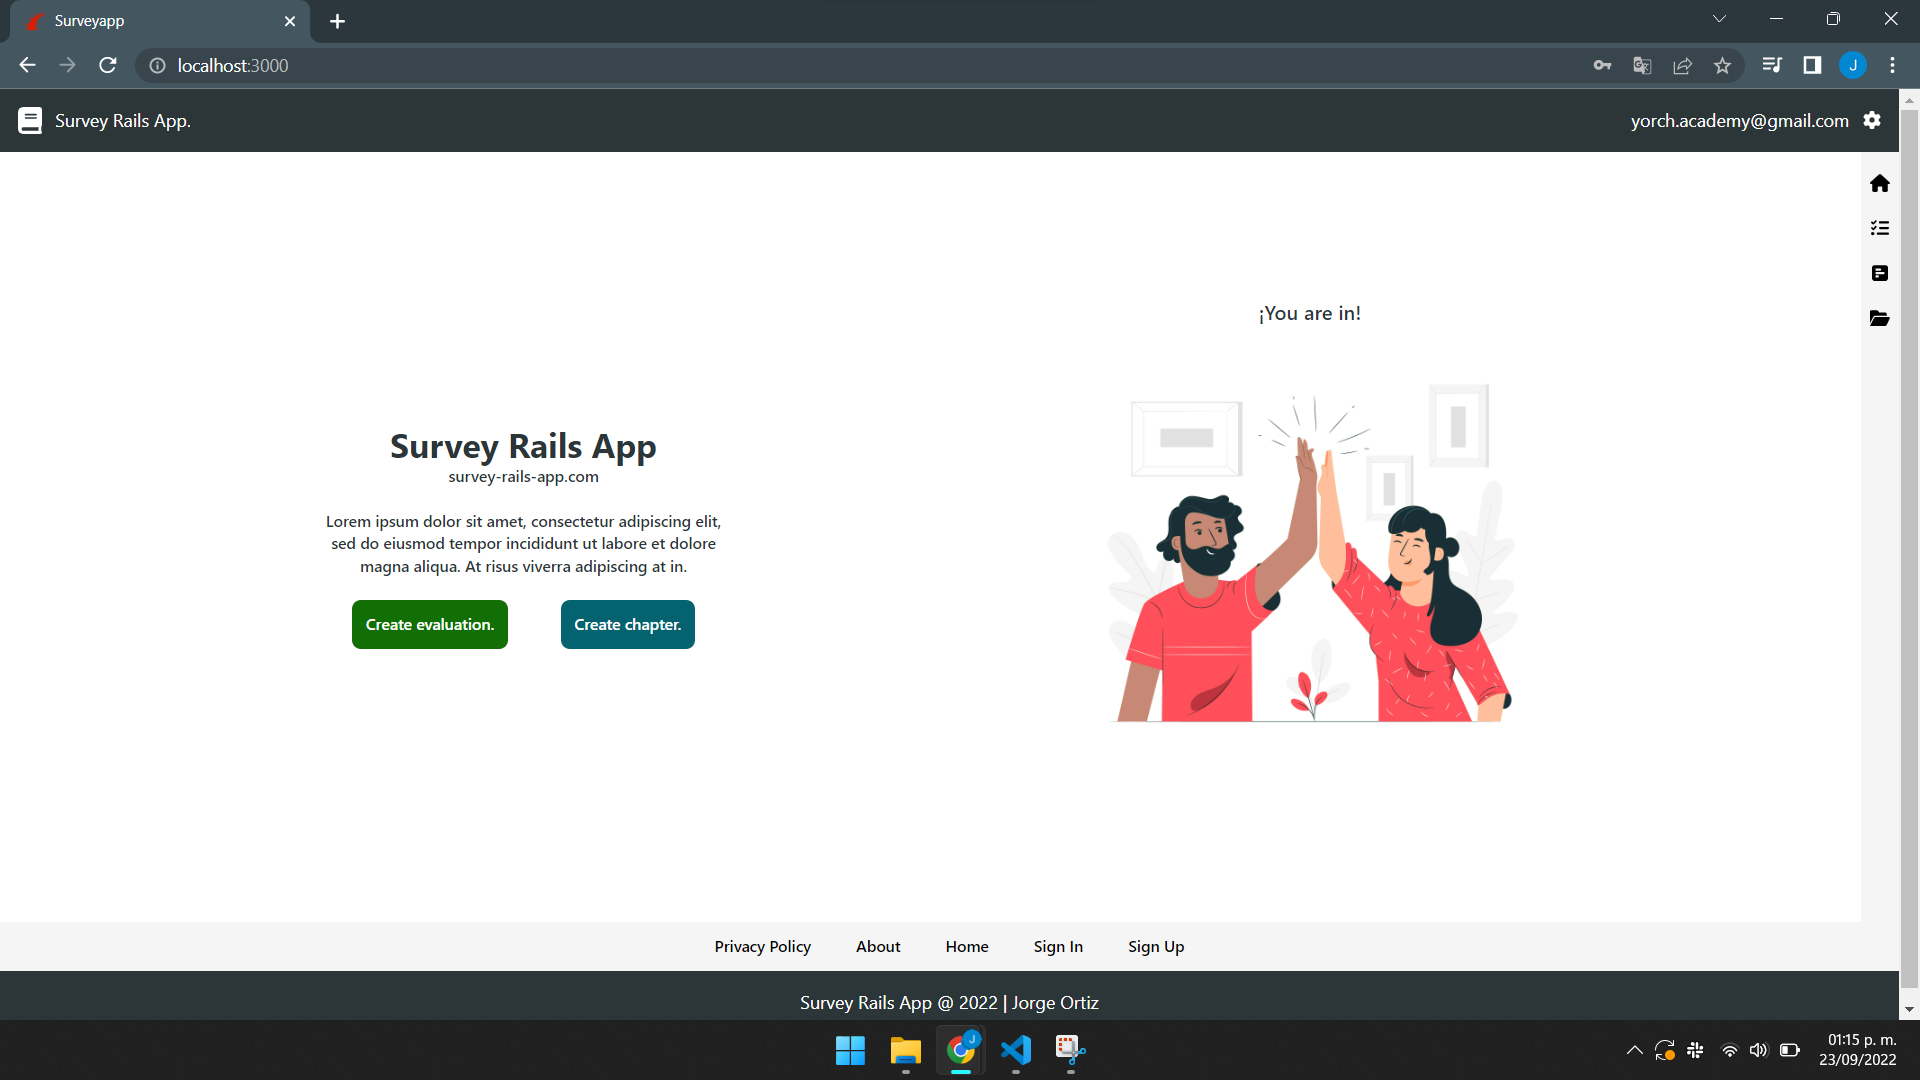 Surveyapp
localhost:3000
J
Survey Rails App.
yorch.academy@gmail.com
¡You are in!
Survey Rails App
survey-rails-app.com
Lorem ipsum dolor sit amet, consectetur adipiscing elit,
sed do eiusmod tempor incididunt ut labore et dolore
magna aliqua. At risus viverra adipiscing at in.
Create evaluation.
Create chapter.
Privacy Policy
About
Home
Sign In
Sign Up
Survey Rails App @ 2022 | Jorge Ortiz
J
01:15 p. m.
23/09/2022